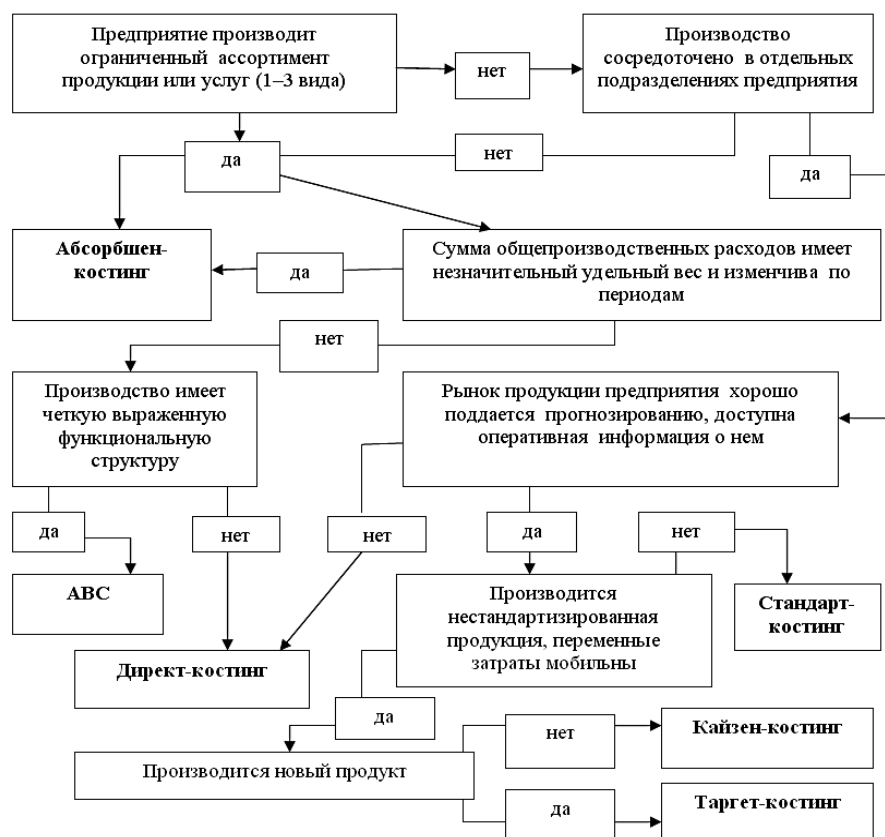 Предприятие производит
ограниченный ассортимент
продукции или услуг (1–3 вида)
нет
Производство
сосредоточено в отдельных
подразделениях предприятия
да
нет
да
Абсорбшен-
костинг
да
Сумма общепроизводственных расходов имеет
незначительный удельный вес и изменчива по
периодам
нет
Производство имеет
четкую выраженную
функциональную
структуру
Рынок продукции предприятия хорошо
поддается прогнозированию, доступна
оперативная информация о нем
да
нет
нет
да
нет
ABC
Производится
нестандартизированная
продукция, переменные
затраты мобильны
Стандарт-
костинг
Директ-костинг
да
нет
Кайзен-костинг
Производится новый продукт
да
Таргет-костинг